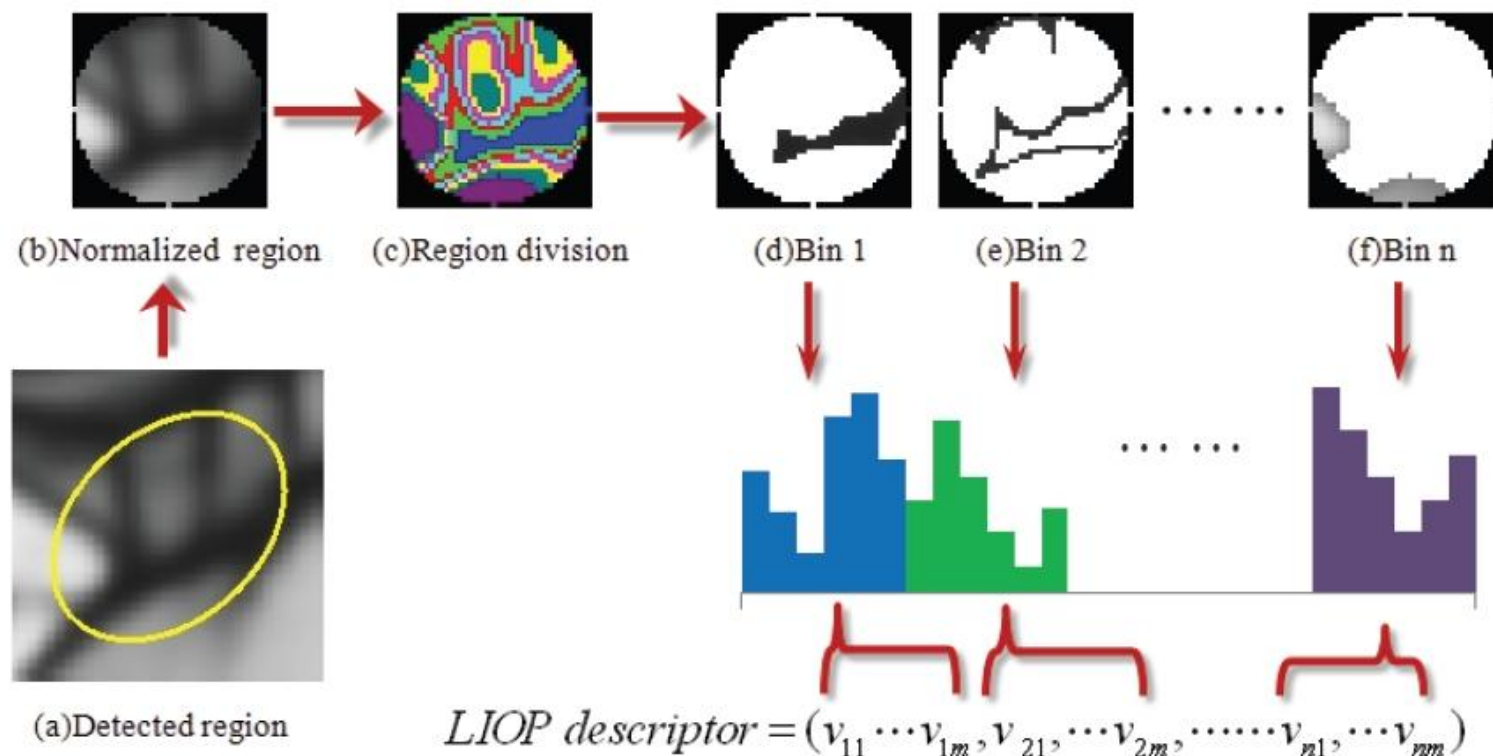 (b)Normalized region
(c)Region division
(d)Bin 1
(e)Bin 2
(f)Bin n
(a)Detected region
LIOP descriptor = (v11 ⋯ v1m, v21, ⋯ v2m, ⋯⋯ vn1, ⋯ vnm)